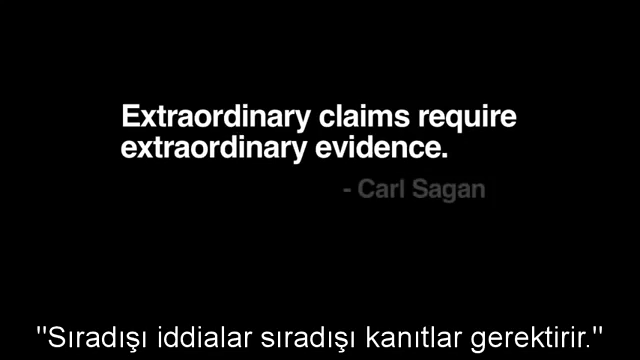 Extraordinary claims require
extraordinary evidence.
- Carl Sagan
"Sıradışı iddialar sıradışı kanıtlar gerektirir."